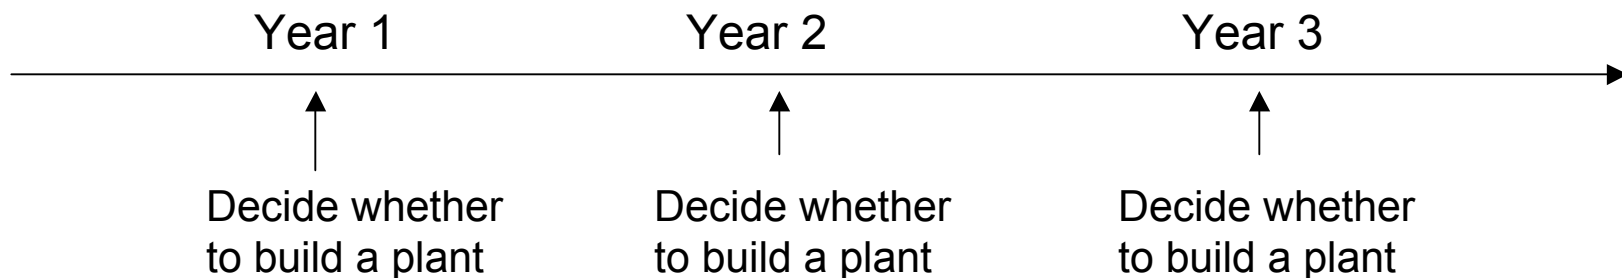 Year 1 Year 2 Year 3
Decide whether Decide whether Decide whether
to build a plant to build a plant to build a plant